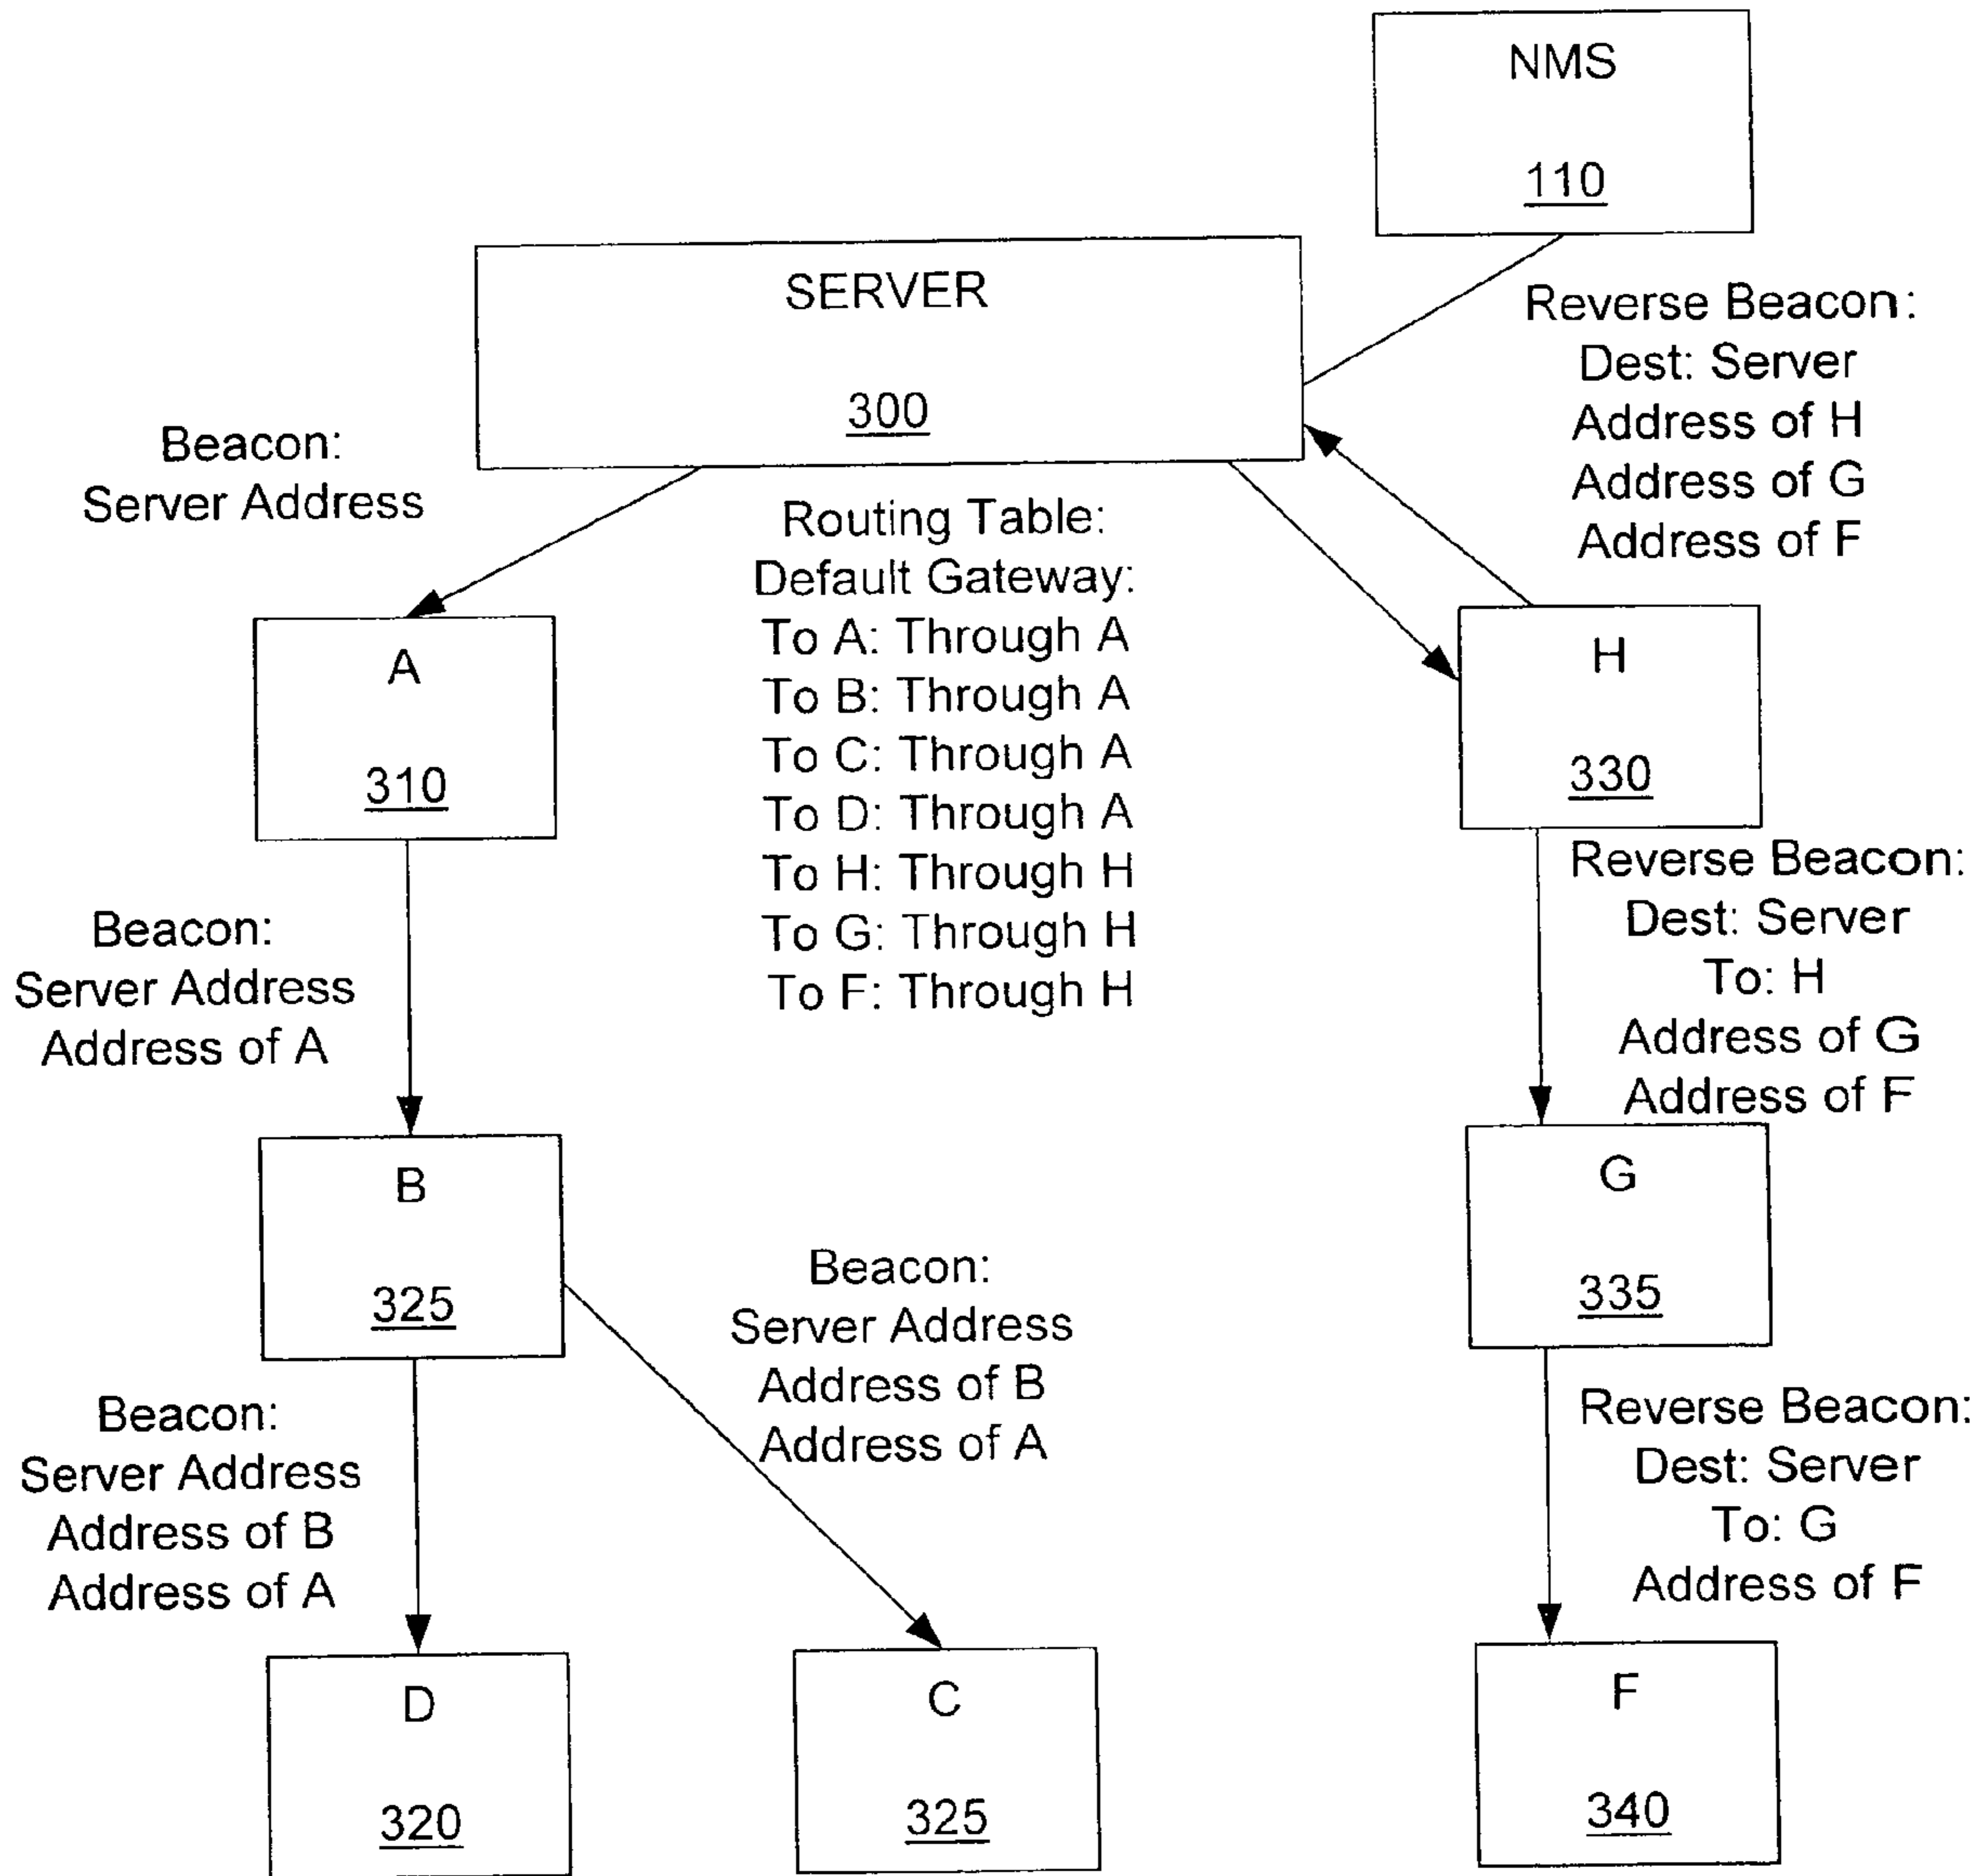 NMS
110
SERVER
300
Reverse Beacon:
Dest: Server
Address of H
Address of G
Address of F
Beacon:
Server Address
Routing Table:
Default Gateway:
To A: Through A
To B: Through A
To C: Through A
To D: Through A
To H: Through H
To G: Through H
To F: Through H
A
310
H
330
Beacon:
Server Address
Address of A
Reverse Beacon:
Dest: Server
To: H
Address of G
Address of F
B
325
G
335
Beacon:
Server Address
Address of B
Address of A
Beacon:
Server Address
Address of B
Address of A
Reverse Beacon:
Dest: Server
To: G
Address of F
D
320
C
325
F
340